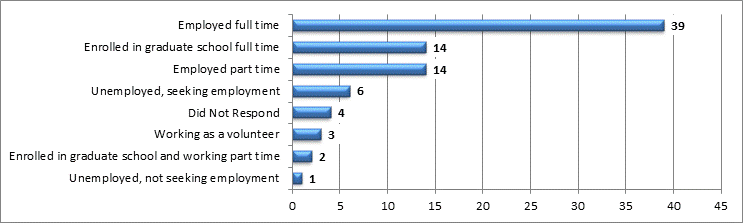 Employed full time 39
Enrolled in graduate school full time 14
Employed part time 14
Unemployed, seeking employment 6
Did Not Respond 4
Working as a volunteer 3
Enrolled in graduate school and working part time 2
Unemployed, not seeking employment 1
0 5 10 15 20 25 30 35 40 45